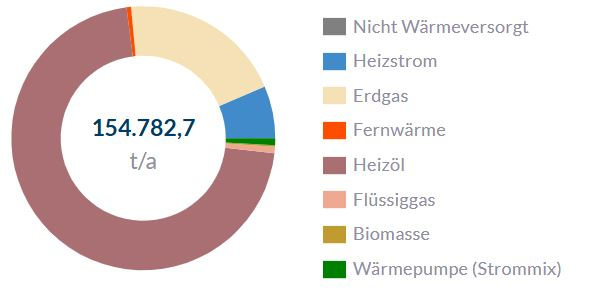 154.782,7
t/a
Nicht Wärmeversorgt
Heizstrom
Erdgas
Fernwärme
Heizöl
Flüssiggas
Biomasse
Wärmepumpe (Strommix)